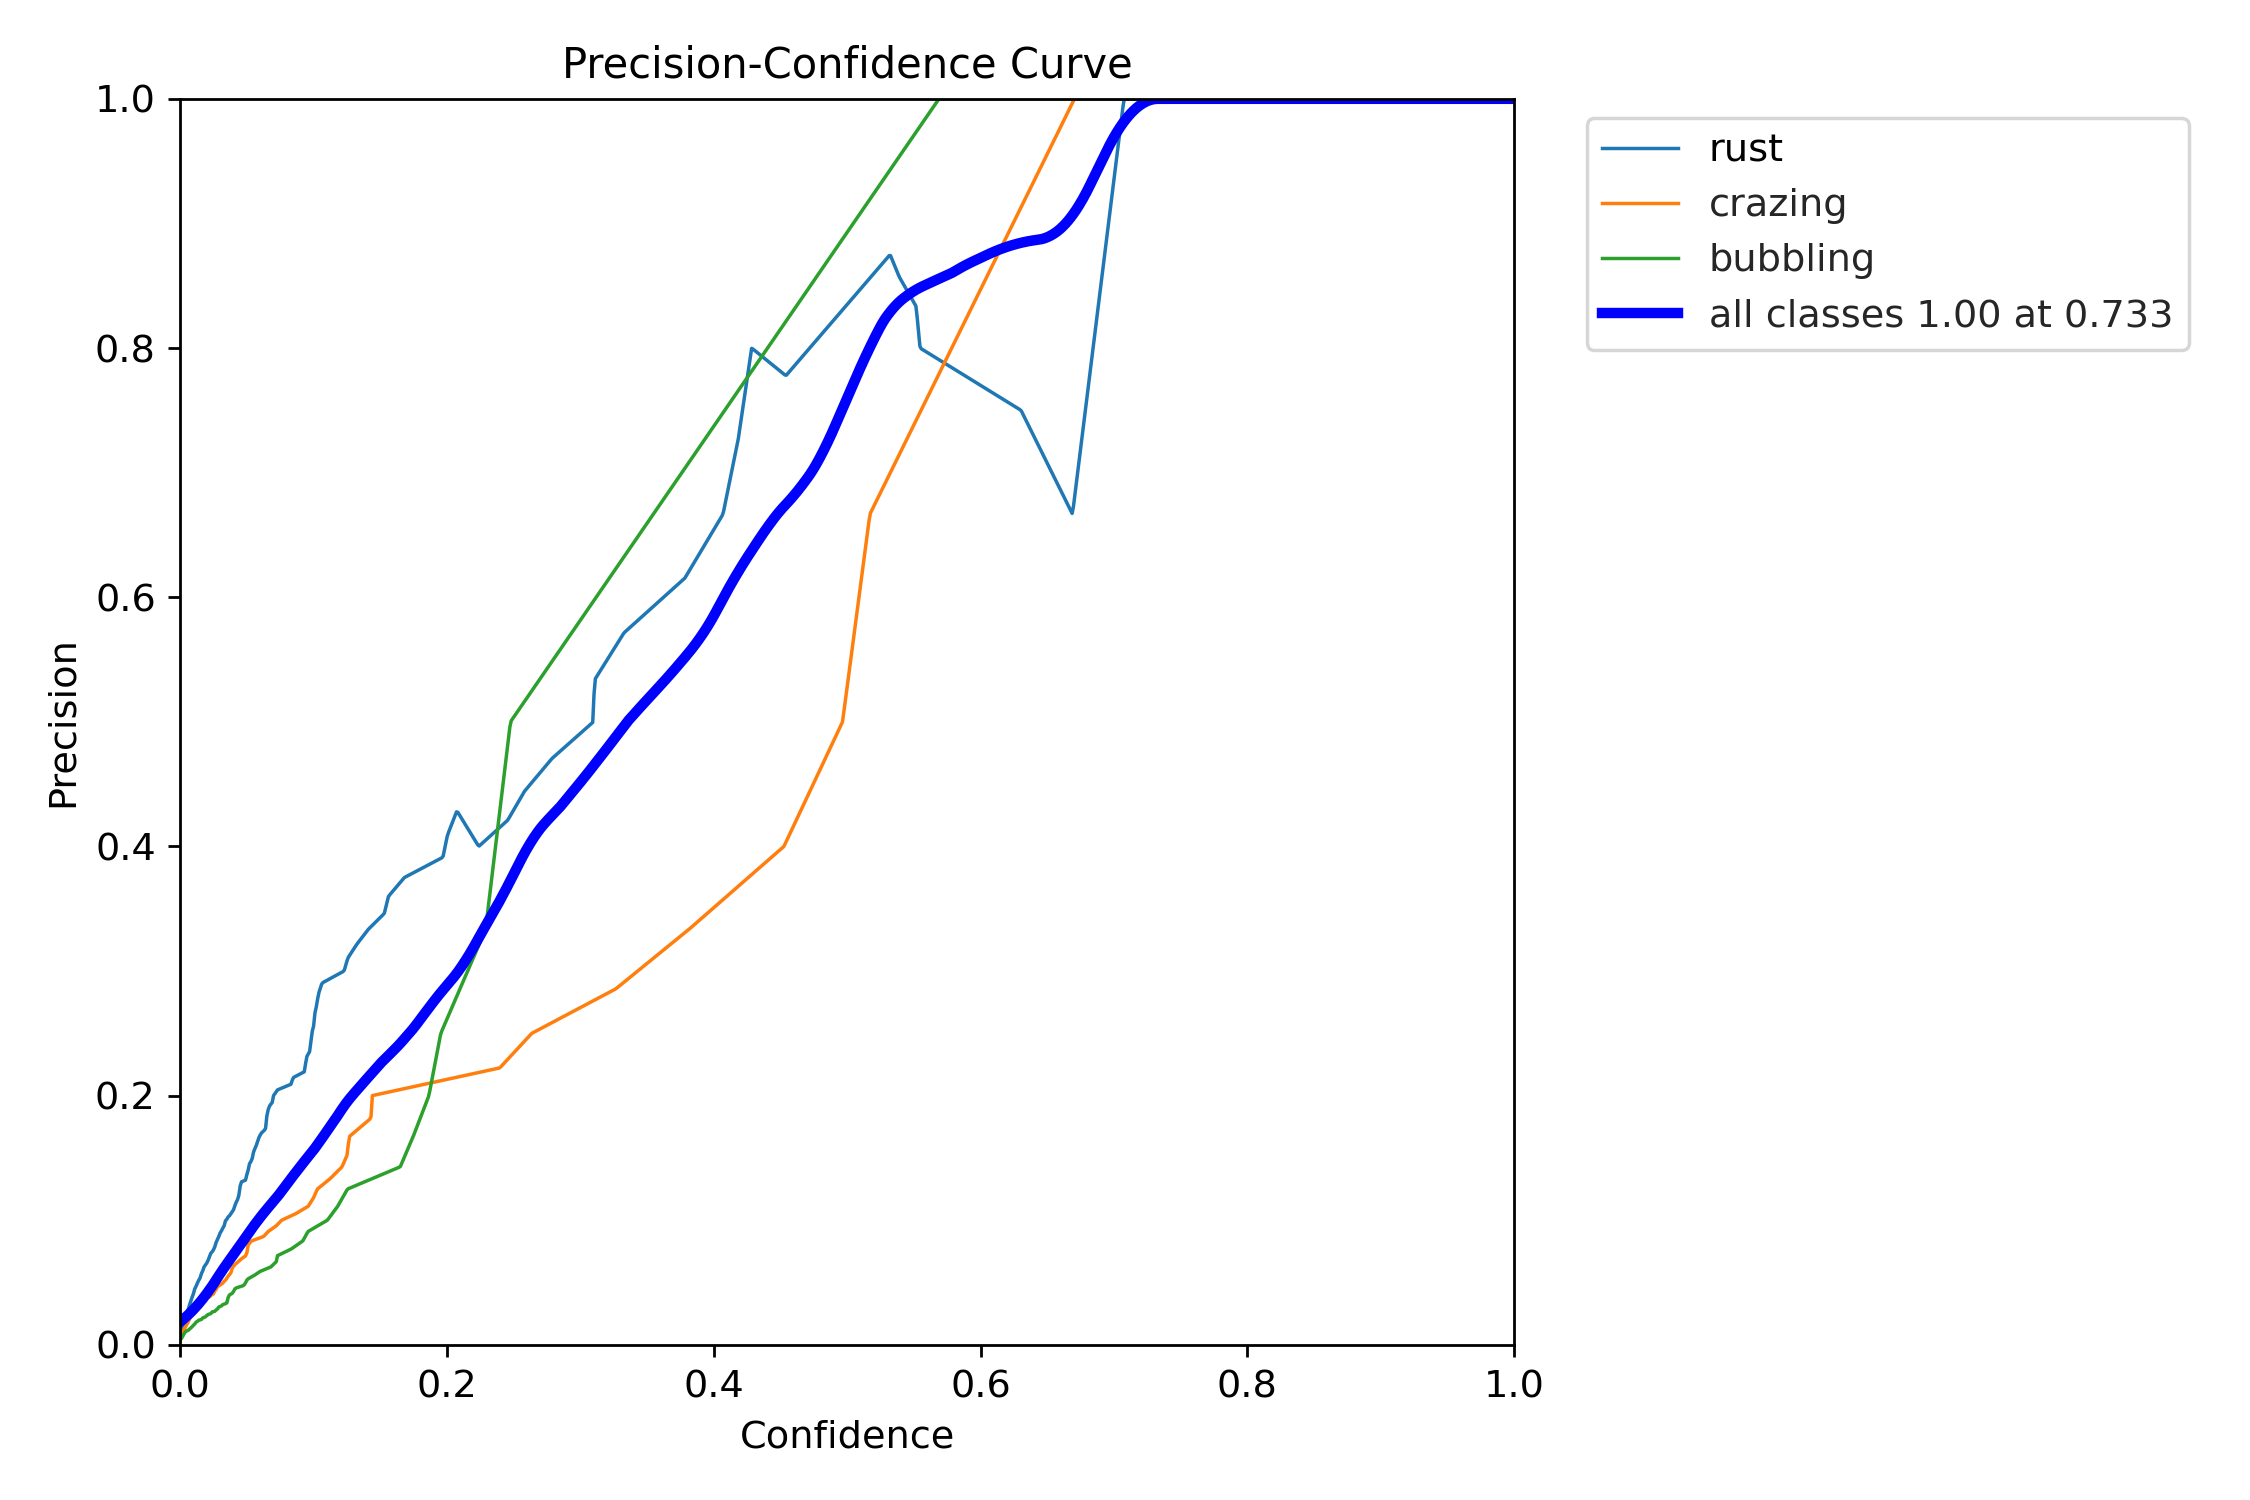 Precision-Confidence Curve
1.0
0.8
0.6
0.4
0.2
0.0
Precision
0.0 0.2 0.4 0.6 0.8 1.0
Confidence
rust
crazing
bubbling
all classes 1.00 at 0.733